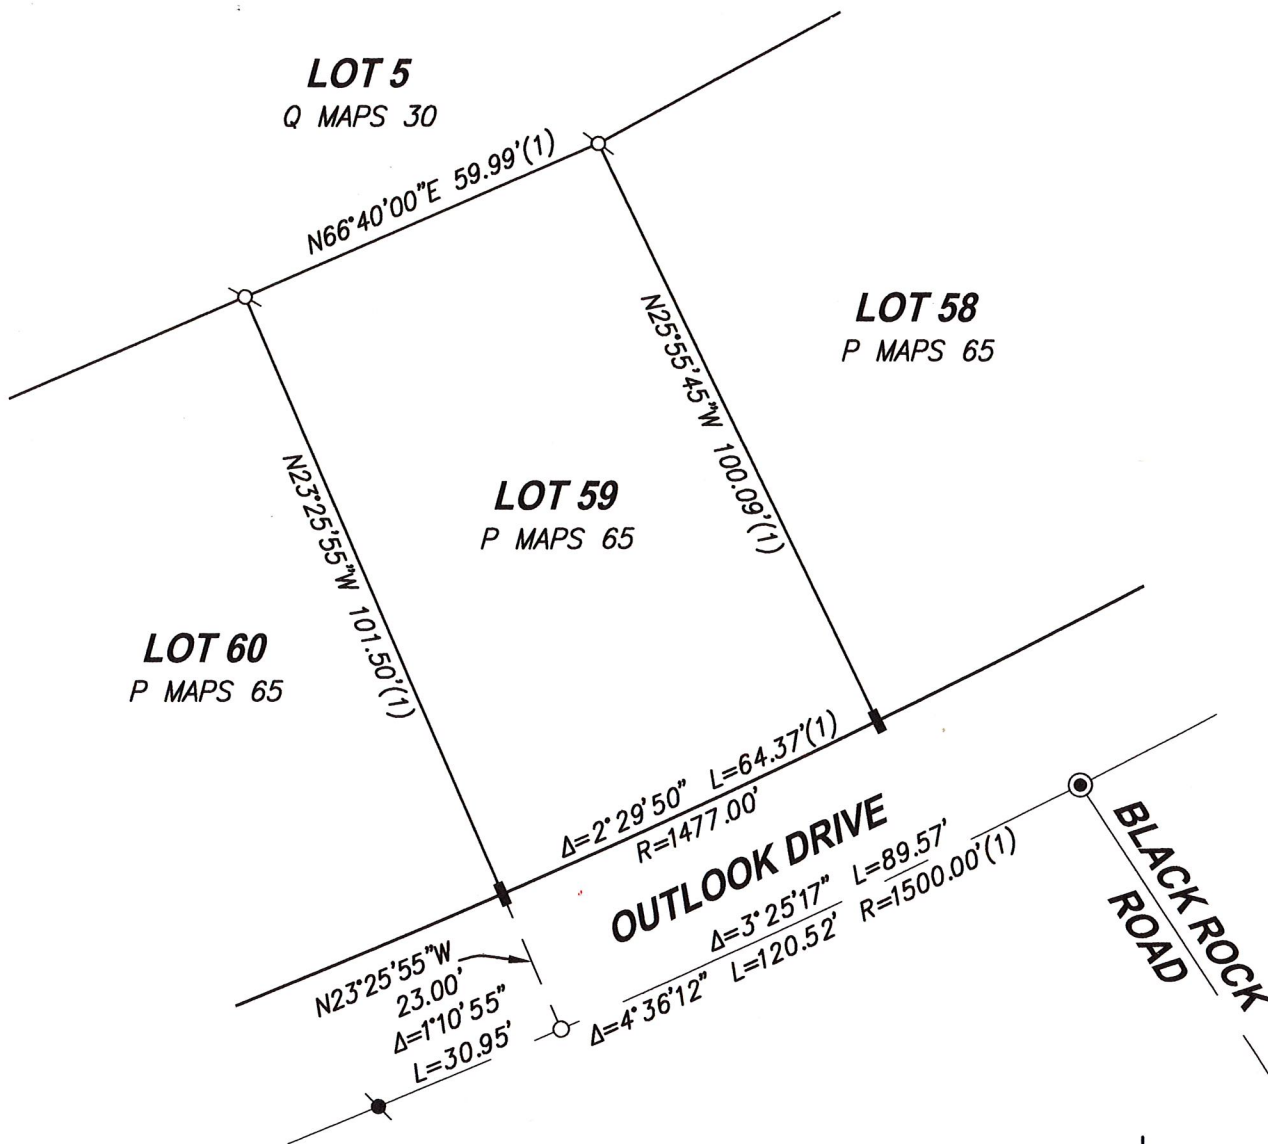 LOT 5
Q MAPS 30
N66°40'00"E 59.99'(1)
N25°55'45"W 100.09'(1)
LOT 58
P MAPS 65
N23°25'55"W 101.50'(1)
LOT 59
P MAPS 65
LOT 60
P MAPS 65
Δ=2°29'50" L=64.37'(1)
R=1477.00'
OUTLOOK DRIVE
Δ=3°25'17" L=89.57'
Δ=4°36'12" L=120.52' R=1500.00'(1)
BLACK ROCK
ROAD
N23°25'55"W
23.00'
Δ=1°10'55"
L=30.95'